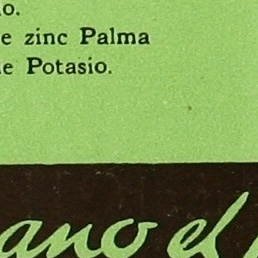 o.
e zinc Palma
e Potasio.
ano el